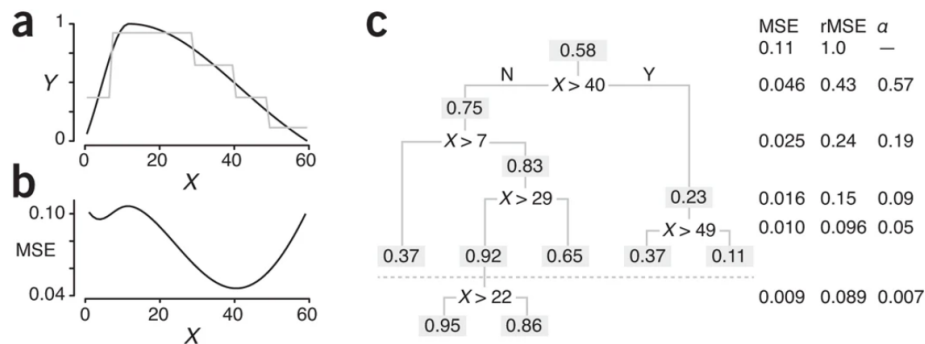 a
1
Y
0
0 20 40 60
X
b
0.10
MSE
0.04
0 20 40 60
X
c
MSE rMSE α
0.58 0.11 1.0 —
N X > 40 Y 0.046 0.43 0.57
0.75
X > 7 0.025 0.24 0.19
0.83
X > 29 0.23 0.016 0.15 0.09
X > 49 0.010 0.096 0.05
0.37 0.92 0.65 0.37 0.11
X > 22 0.009 0.089 0.007
0.95 0.86